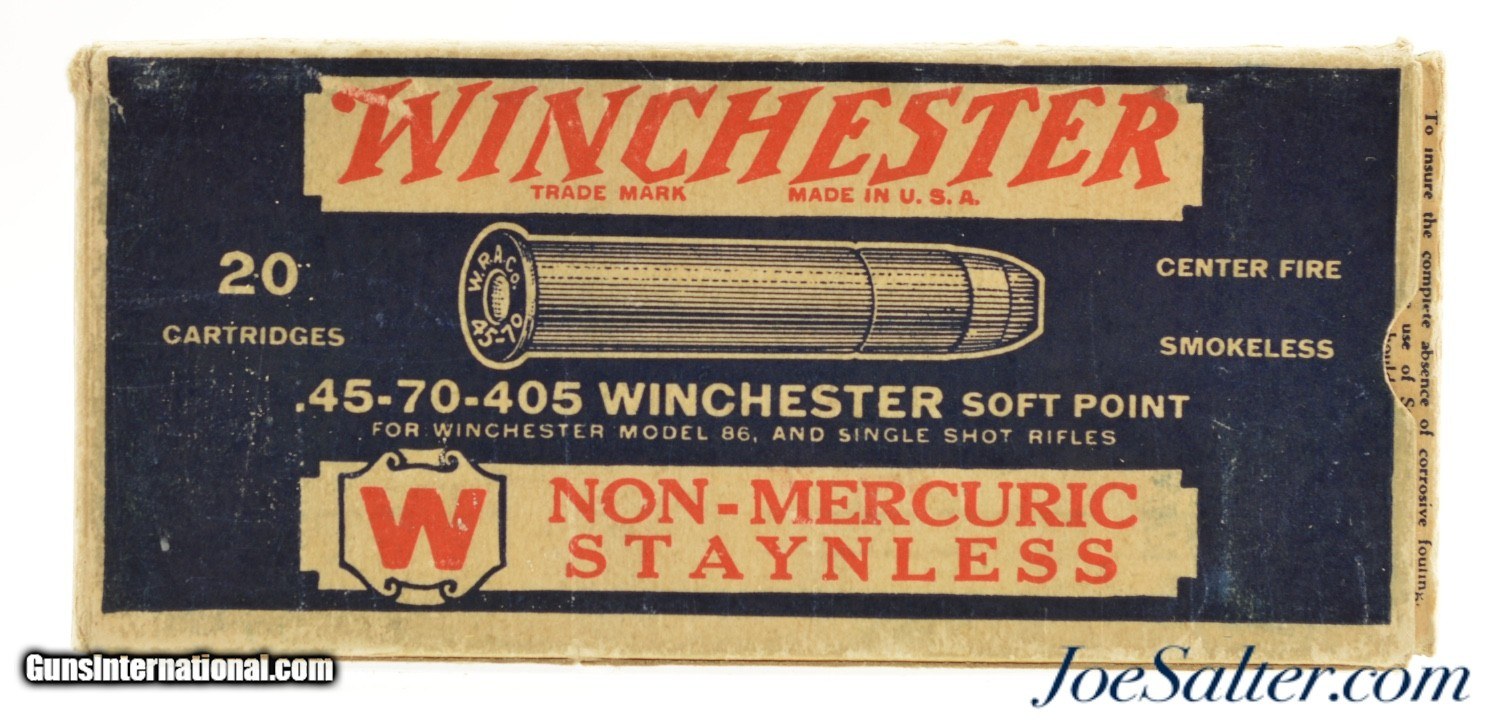 WINCHESTER
TRADE MARK MADE IN U. S. A.
20
CARTRIDGES
W.R.A.Co
45-70
CENTER FIRE
SMOKELESS
.45-70-405 WINCHESTER SOFT POINT
FOR WINCHESTER MODEL 86, AND SINGLE SHOT RIFLES
W
NON-MERCURIC
STAYNLESS
To insure the complete absence of corrosive fouling.
use of S
GunsInternational.com
JoeSalter.com